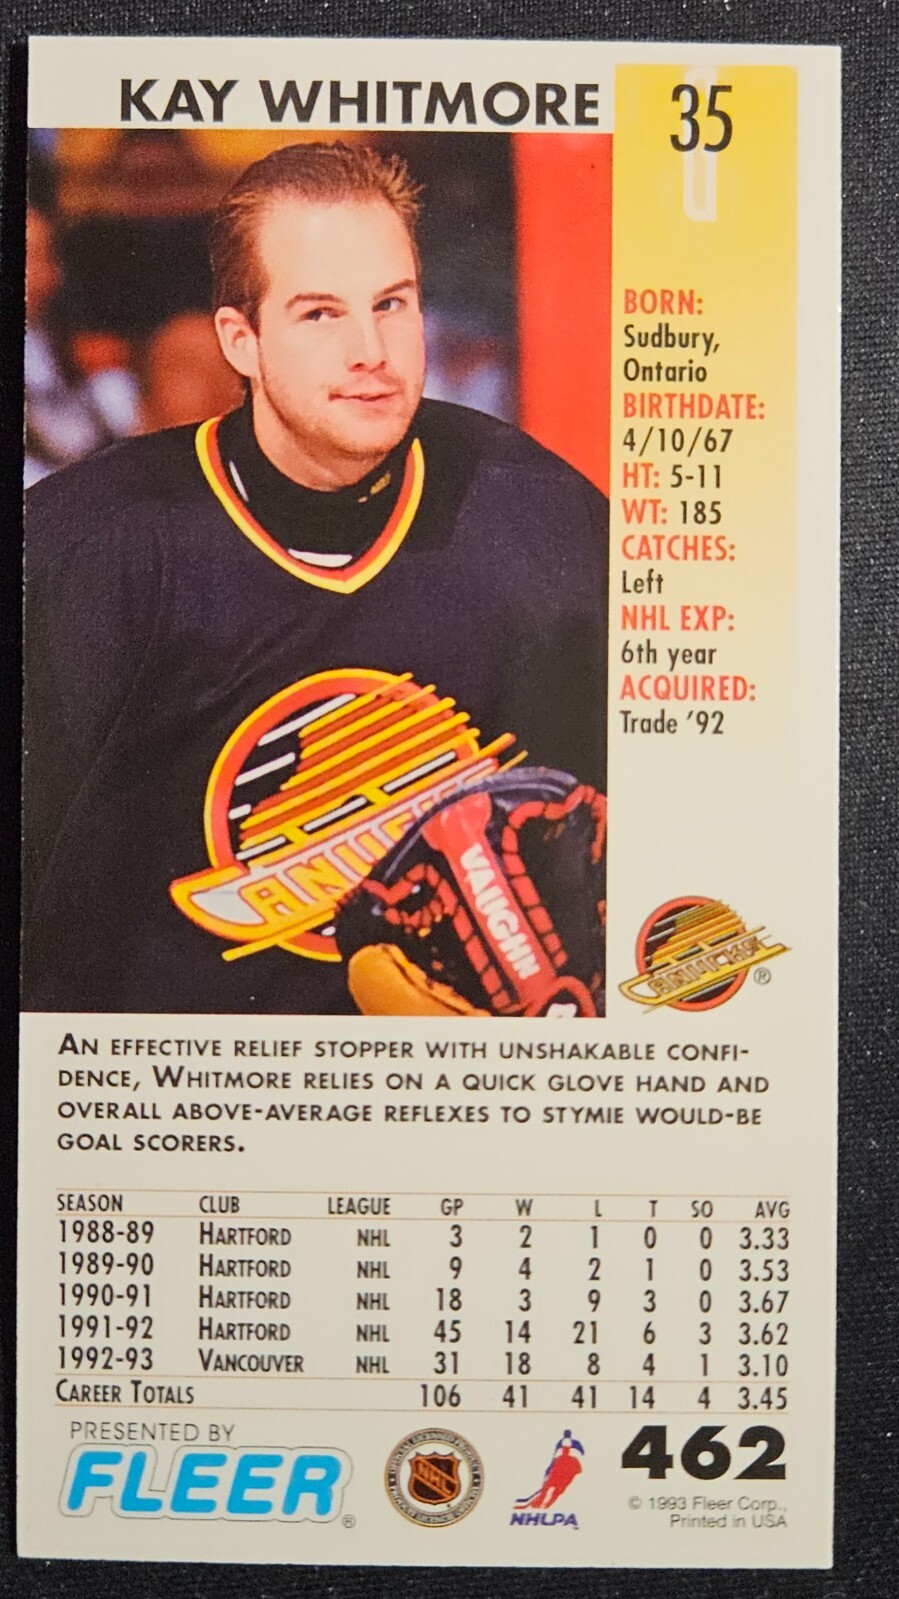 KAY WHITMORE
35
BORN:
Sudbury,
Ontario
BIRTHDATE:
4/10/67
HT: 5-11
WT: 185
CATCHES:
Left
NHL EXP:
6th year
ACQUIRED:
Trade '92
VAUGHN
CANUCKS ®
AN EFFECTIVE RELIEF STOPPER WITH UNSHAKABLE CONFI-
DENCE, WHITMORE RELIES ON A QUICK GLOVE HAND AND
OVERALL ABOVE-AVERAGE REFLEXES TO STYMIE WOULD-BE
GOAL SCORERS.
SEASON CLUB LEAGUE GP W L T SO AVG
1988-89 HARTFORD NHL 3 2 1 0 0 3.33
1989-90 HARTFORD NHL 9 4 2 1 0 3.53
1990-91 HARTFORD NHL 18 3 9 3 0 3.67
1991-92 HARTFORD NHL 45 14 21 6 3 3.62
1992-93 VANCOUVER NHL 31 18 8 4 1 3.10
CAREER TOTALS 106 41 41 14 4 3.45
PRESENTED BY
FLEER ®
NHL
NHLPA
462
© 1993 Fleer Corp.,
Printed in USA